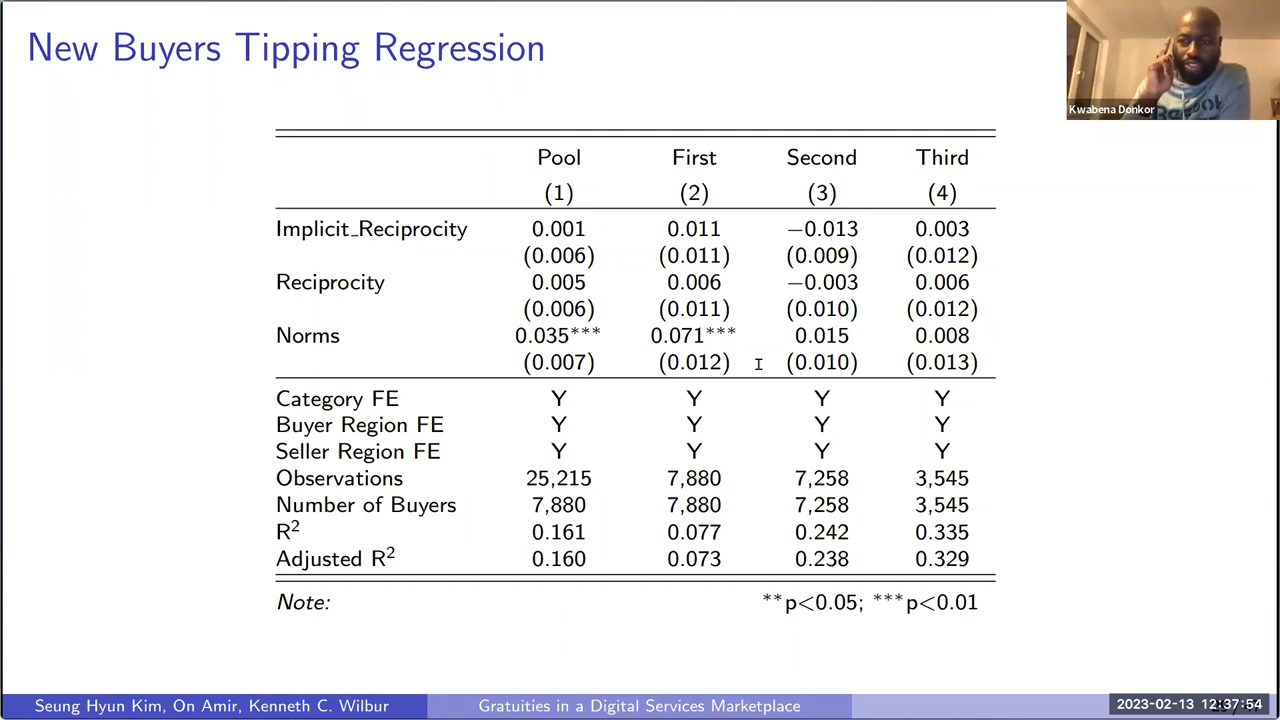 New Buyers Tipping Regression
Kwabena Donkor
Pool First Second Third
(1) (2) (3) (4)
Implicit_Reciprocity 0.001 0.011 −0.013 0.003
(0.006) (0.011) (0.009) (0.012)
Reciprocity 0.005 0.006 −0.003 0.006
(0.006) (0.011) (0.010) (0.012)
Norms 0.035*** 0.071*** 0.015 0.008
(0.007) (0.012) (0.010) (0.013)
Category FE Y Y Y Y
Buyer Region FE Y Y Y Y
Seller Region FE Y Y Y Y
Observations 25,215 7,880 7,258 3,545
Number of Buyers 7,880 7,880 7,258 3,545
R² 0.161 0.077 0.242 0.335
Adjusted R² 0.160 0.073 0.238 0.329
Note: **p<0.05; ***p<0.01
Seung Hyun Kim, On Amir, Kenneth C. Wilbur Gratuities in a Digital Services Marketplace 2023-02-13 12:37:54